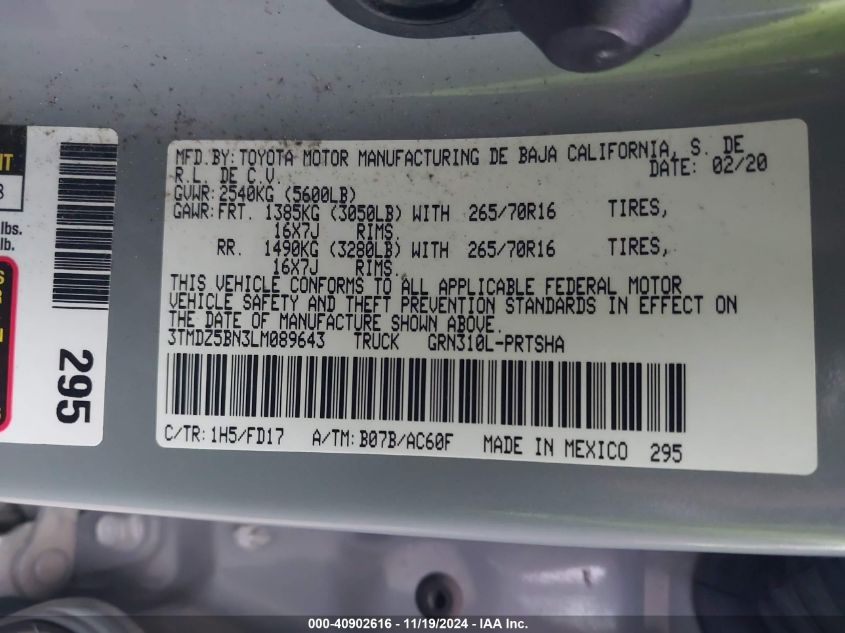 MFD.BY:TOYOTA MOTOR MANUFACTURING DE BAJA CALIFORNIA, S. DE
R.L. DE C.V. DATE: 02/20
GVWR:2540KG (5600LB)
GAWR:FRT. 1385KG (3050LB) WITH 265/70R16 TIRES,
16X7J RIMS.
RR. 1490KG (3280LB) WITH 265/70R16 TIRES,
16X7J RIMS.
THIS VEHICLE CONFORMS TO ALL APPLICABLE FEDERAL MOTOR
VEHICLE SAFETY AND THEFT PREVENTION STANDARDS IN EFFECT ON
THE DATE OF MANUFACTURE SHOWN ABOVE.
3TMDZ5BN3LM089643 TRUCK GRN310L-PRTSHA
C/TR: 1H5/FD17 A/TM: B07B/AC60F MADE IN MEXICO 295
lbs.
lb.
295
000-40902616 - 11/19/2024 - IAA Inc.